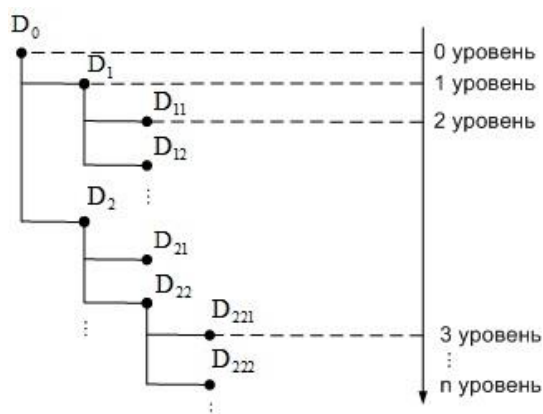 D₀
0 уровень
D₁
1 уровень
D₁₁
2 уровень
D₁₂
⋮
D₂
D₂₁
D₂₂
D₂₂₁
⋮
3 уровень
⋮
D₂₂₂
n уровень
⋮